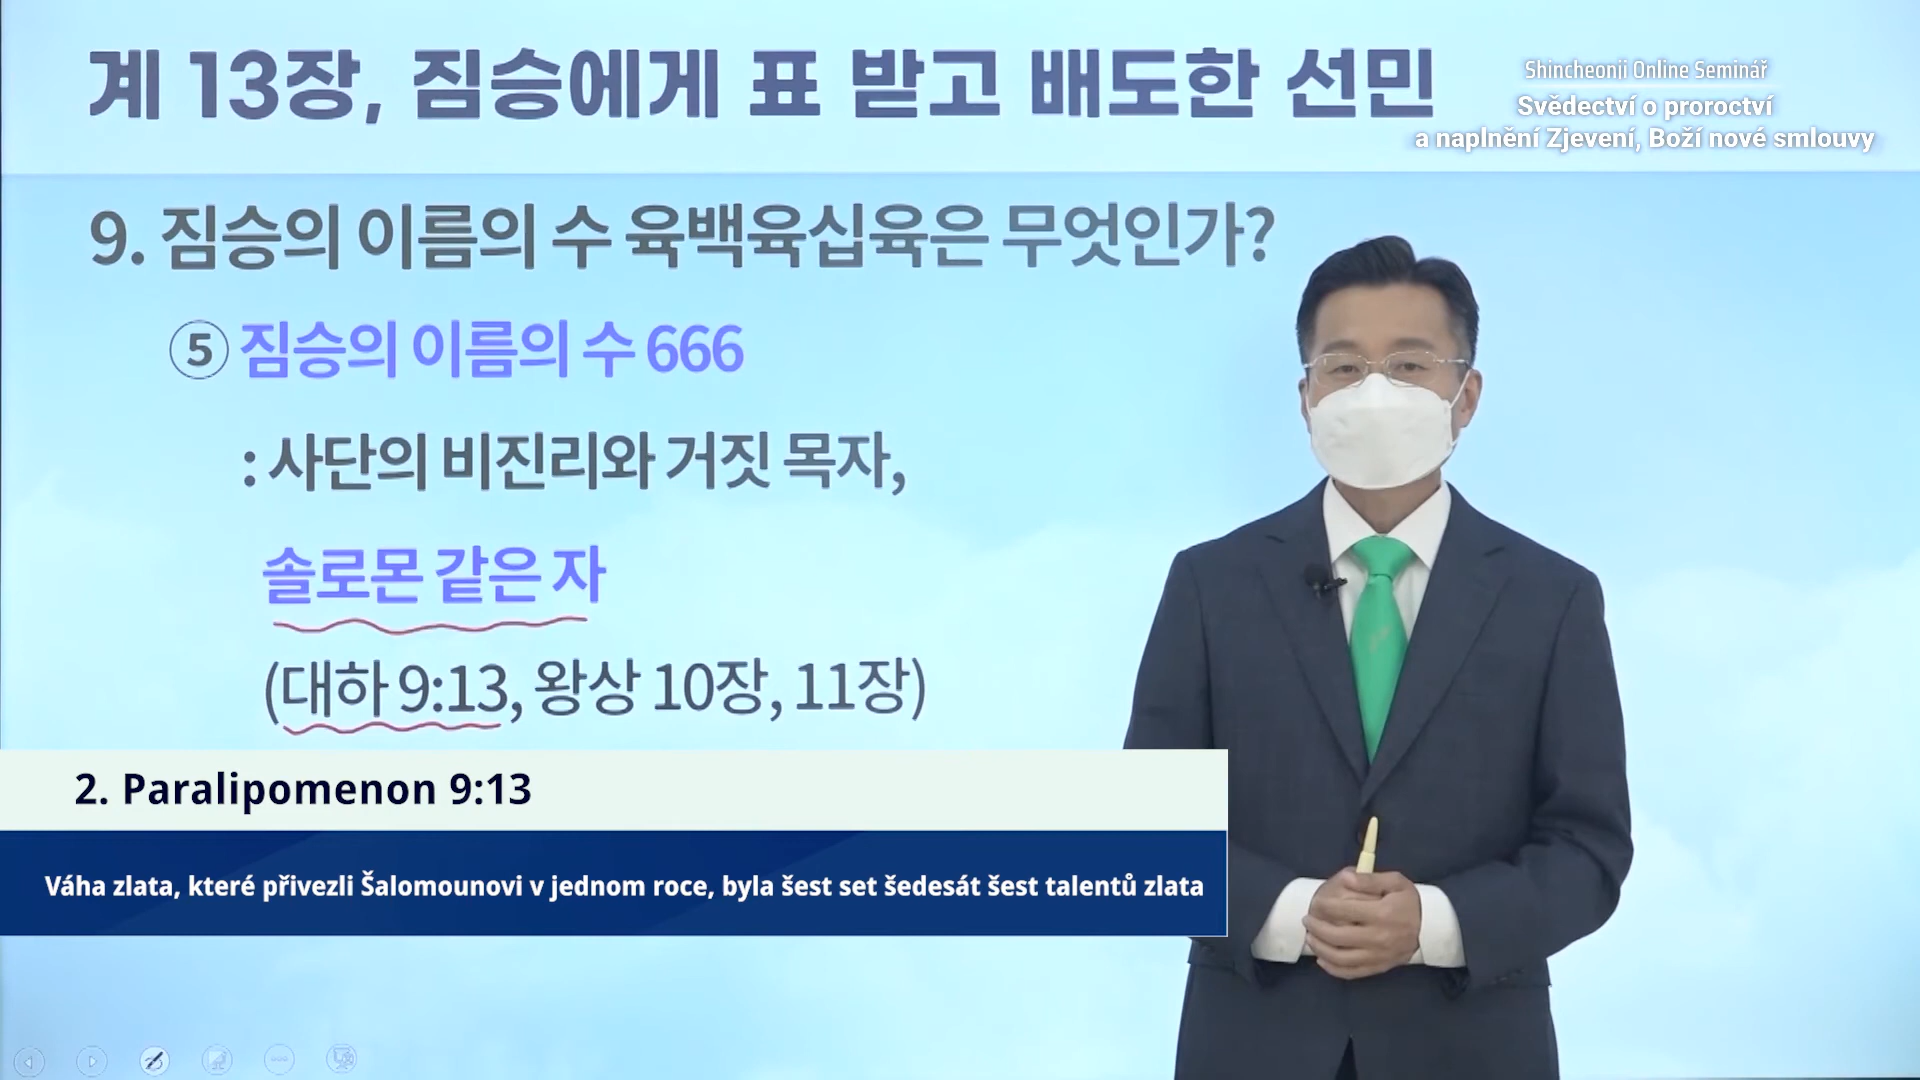 계 13장, 짐승에게 표 받고 배도한 선민
Shincheonji Online Seminář
Svědectví o proroctví
a naplnění Zjevení, Boží nové smlouvy
9. 짐승의 이름의 수 육백육십육은 무엇인가?
⑤ 짐승의 이름의 수 666
: 사단의 비진리와 거짓 목자,
솔로몬 같은 자
(대하 9:13, 왕상 10장, 11장)
2. Paralipomenon 9:13
Váha zlata, které přivezli Šalomounovi v jednom roce, byla šest set šedesát šest talentů zlata